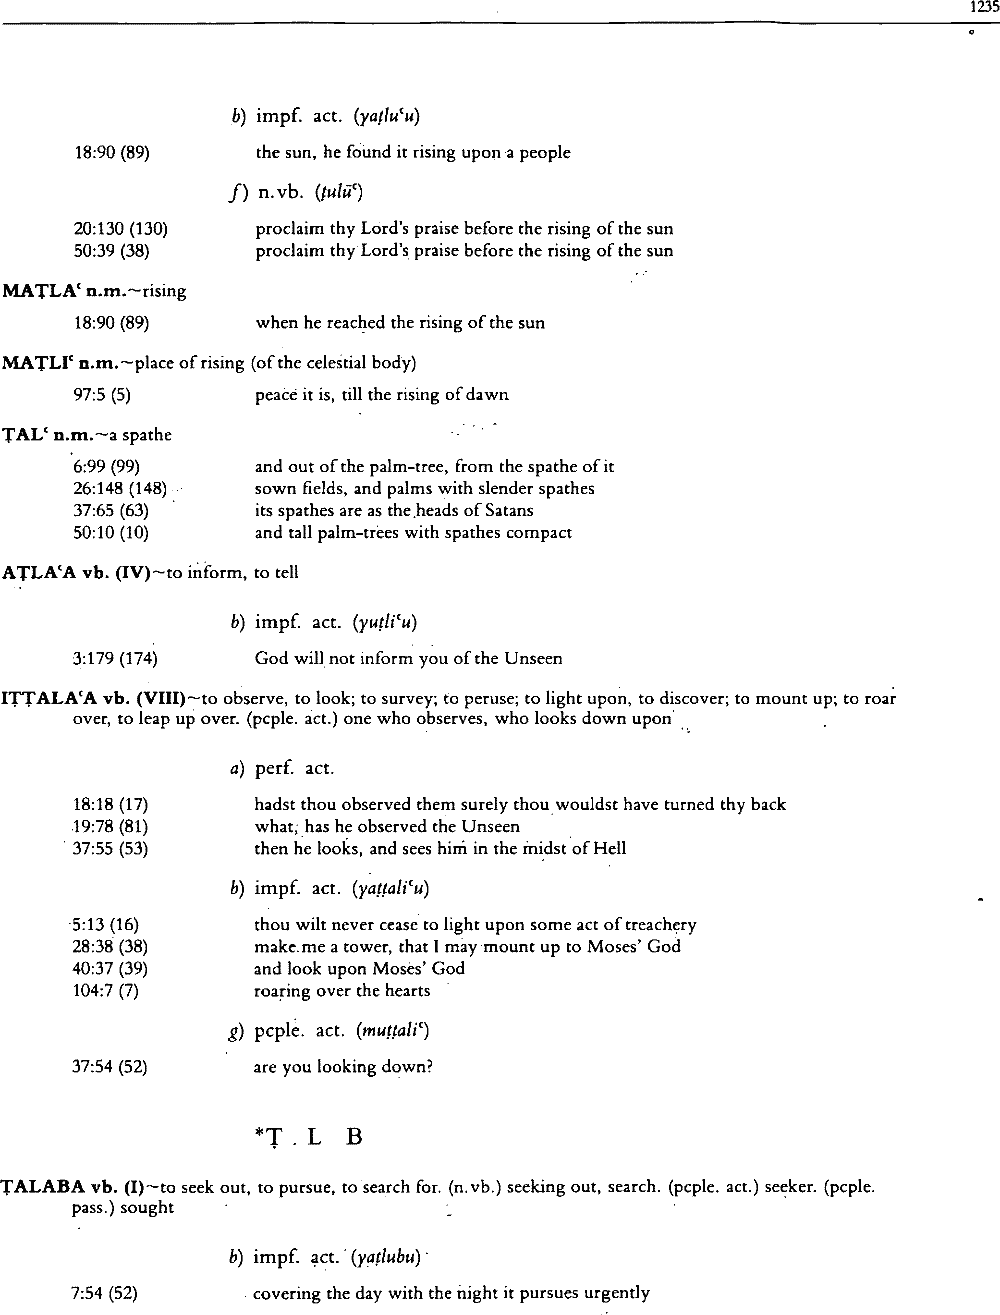 1235
b) impf. act. (yaṭluʿu)
18:90 (89) the sun, he found it rising upon a people
f) n.vb. (ṭulūʿ)
20:130 (130) proclaim thy Lord's praise before the rising of the sun
50:39 (38) proclaim thy Lord's praise before the rising of the sun
MAṬLAʿ n.m.~rising
18:90 (89) when he reached the rising of the sun
MAṬLIʿ n.m.~place of rising (of the celestial body)
97:5 (5) peace it is, till the rising of dawn
ṬALʿ n.m.~a spathe
6:99 (99) and out of the palm-tree, from the spathe of it
26:148 (148) sown fields, and palms with slender spathes
37:65 (63) its spathes are as the heads of Satans
50:10 (10) and tall palm-trees with spathes compact
AṬLAʿA vb. (IV)~to inform, to tell
b) impf. act. (yuṭliʿu)
3:179 (174) God will not inform you of the Unseen
IṬṬALAʿA vb. (VIII)~to observe, to look; to survey; to peruse; to light upon, to discover; to mount up; to roar
over, to leap up over. (pcple. act.) one who observes, who looks down upon
a) perf. act.
18:18 (17) hadst thou observed them surely thou wouldst have turned thy back
19:78 (81) what, has he observed the Unseen
37:55 (53) then he looks, and sees him in the midst of Hell
b) impf. act. (yaṭṭaliʿu)
5:13 (16) thou wilt never cease to light upon some act of treachery
28:38 (38) make me a tower, that I may mount up to Moses' God
40:37 (39) and look upon Moses' God
104:7 (7) roaring over the hearts
g) pcple. act. (muṭṭaliʿ)
37:54 (52) are you looking down?
*Ṭ . L B
ṬALABA vb. (I)~to seek out, to pursue, to search for. (n.vb.) seeking out, search. (pcple. act.) seeker. (pcple.
pass.) sought
b) impf. act. (yaṭlubu)
7:54 (52) covering the day with the night it pursues urgently